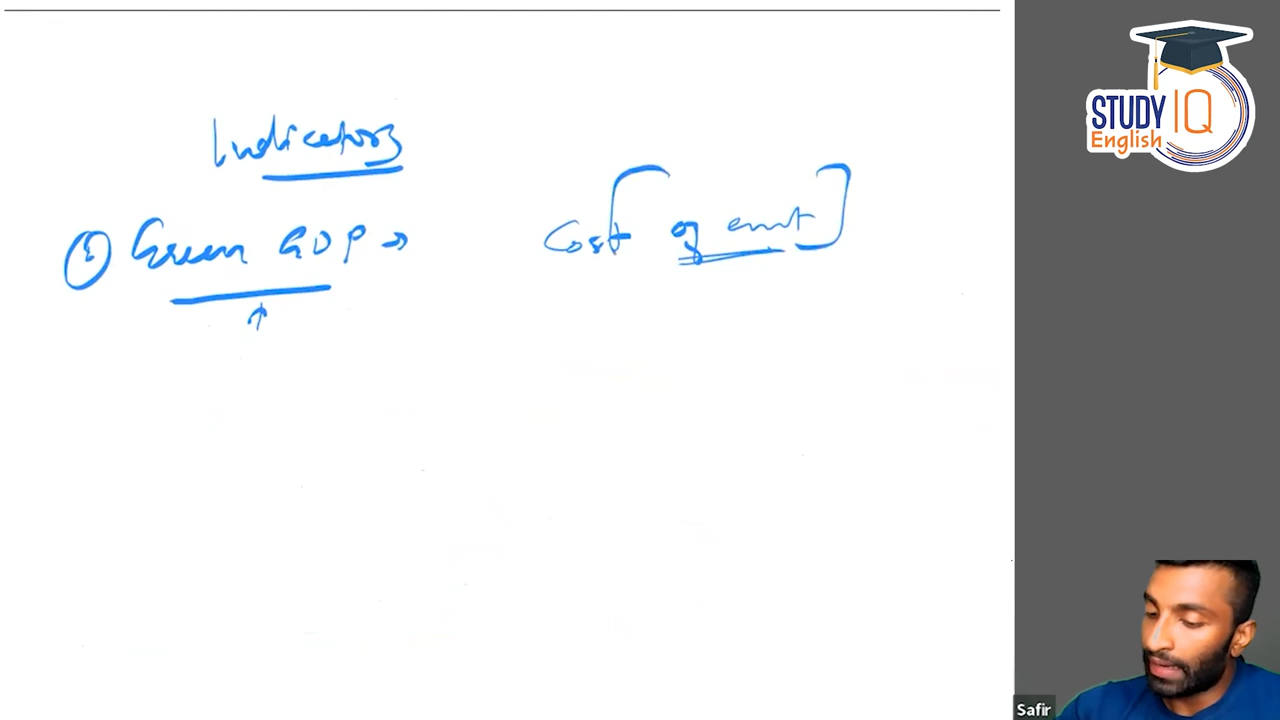 Indicators
① Green GDP →
Cost of envt
STUDY IQ
English
Safir